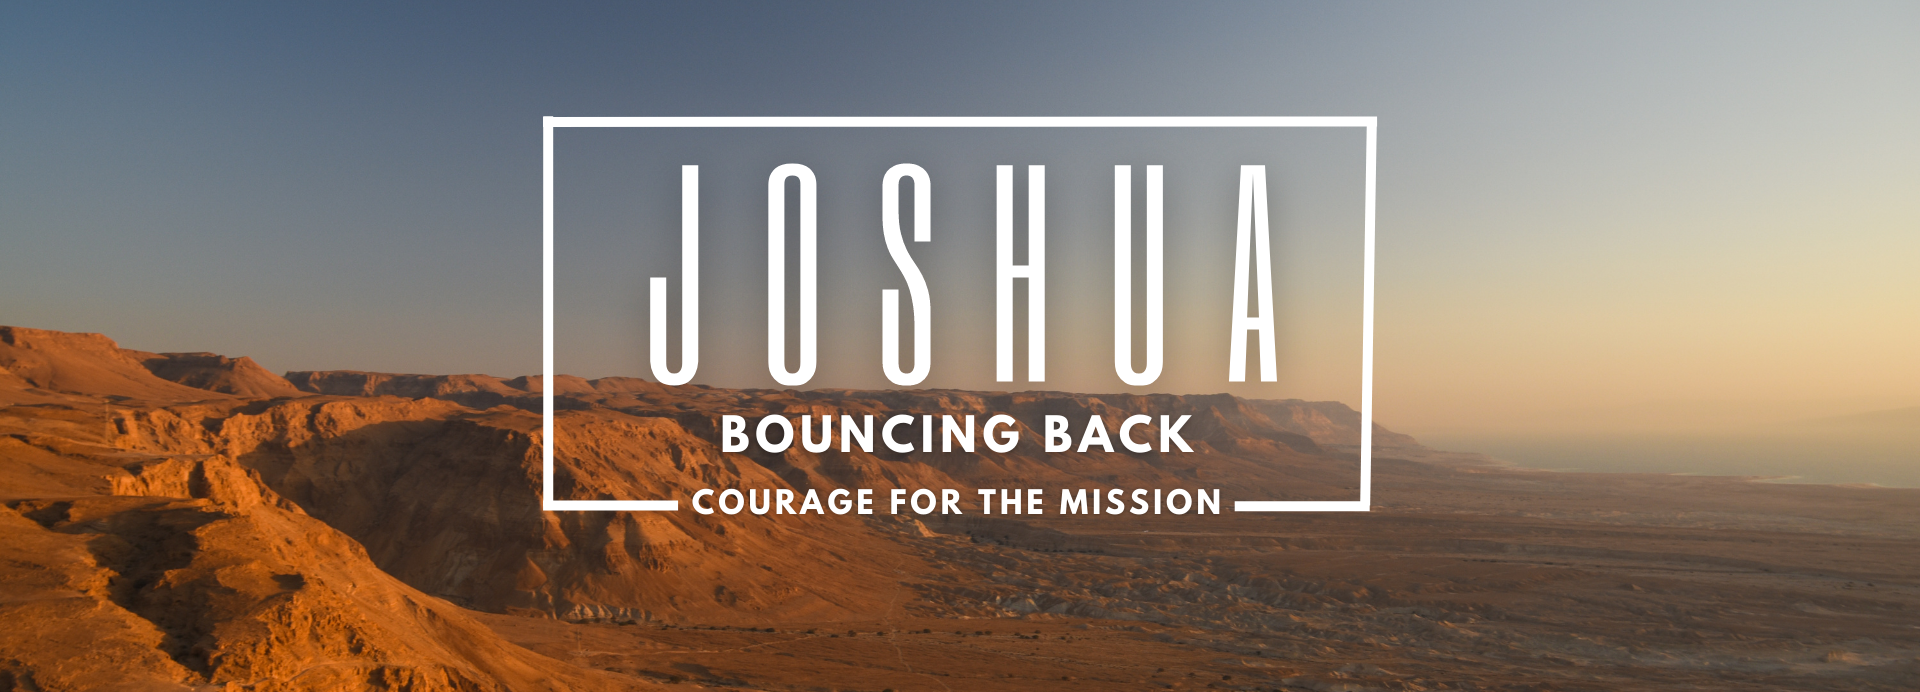 JOSHUA
BOUNCING BACK
COURAGE FOR THE MISSION